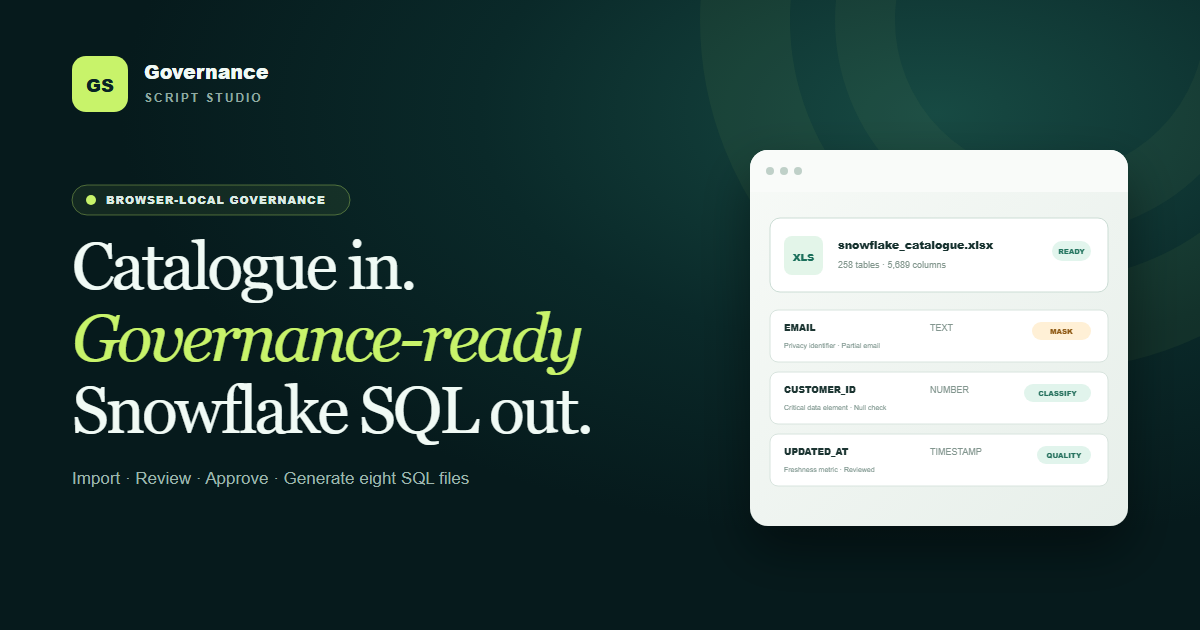 GS
Governance
SCRIPT STUDIO
BROWSER-LOCAL GOVERNANCE
Catalogue in.
Governance-ready
Snowflake SQL out.
Import · Review · Approve · Generate eight SQL files
XLS
snowflake_catalogue.xlsx
258 tables · 5,689 columns
READY
EMAIL
Privacy identifier · Partial email
TEXT
MASK
CUSTOMER_ID
Critical data element · Null check
NUMBER
CLASSIFY
UPDATED_AT
Freshness metric · Reviewed
TIMESTAMP
QUALITY